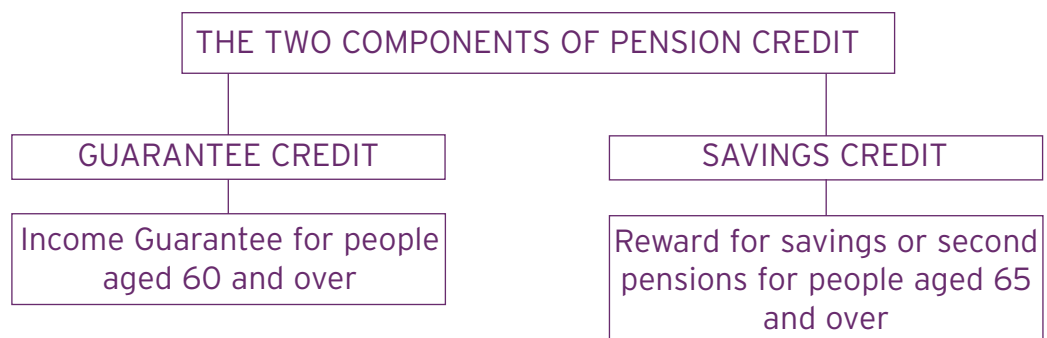 THE TWO COMPONENTS OF PENSION CREDIT
GUARANTEE CREDIT
Income Guarantee for people
aged 60 and over
SAVINGS CREDIT
Reward for savings or second
pensions for people aged 65
and over